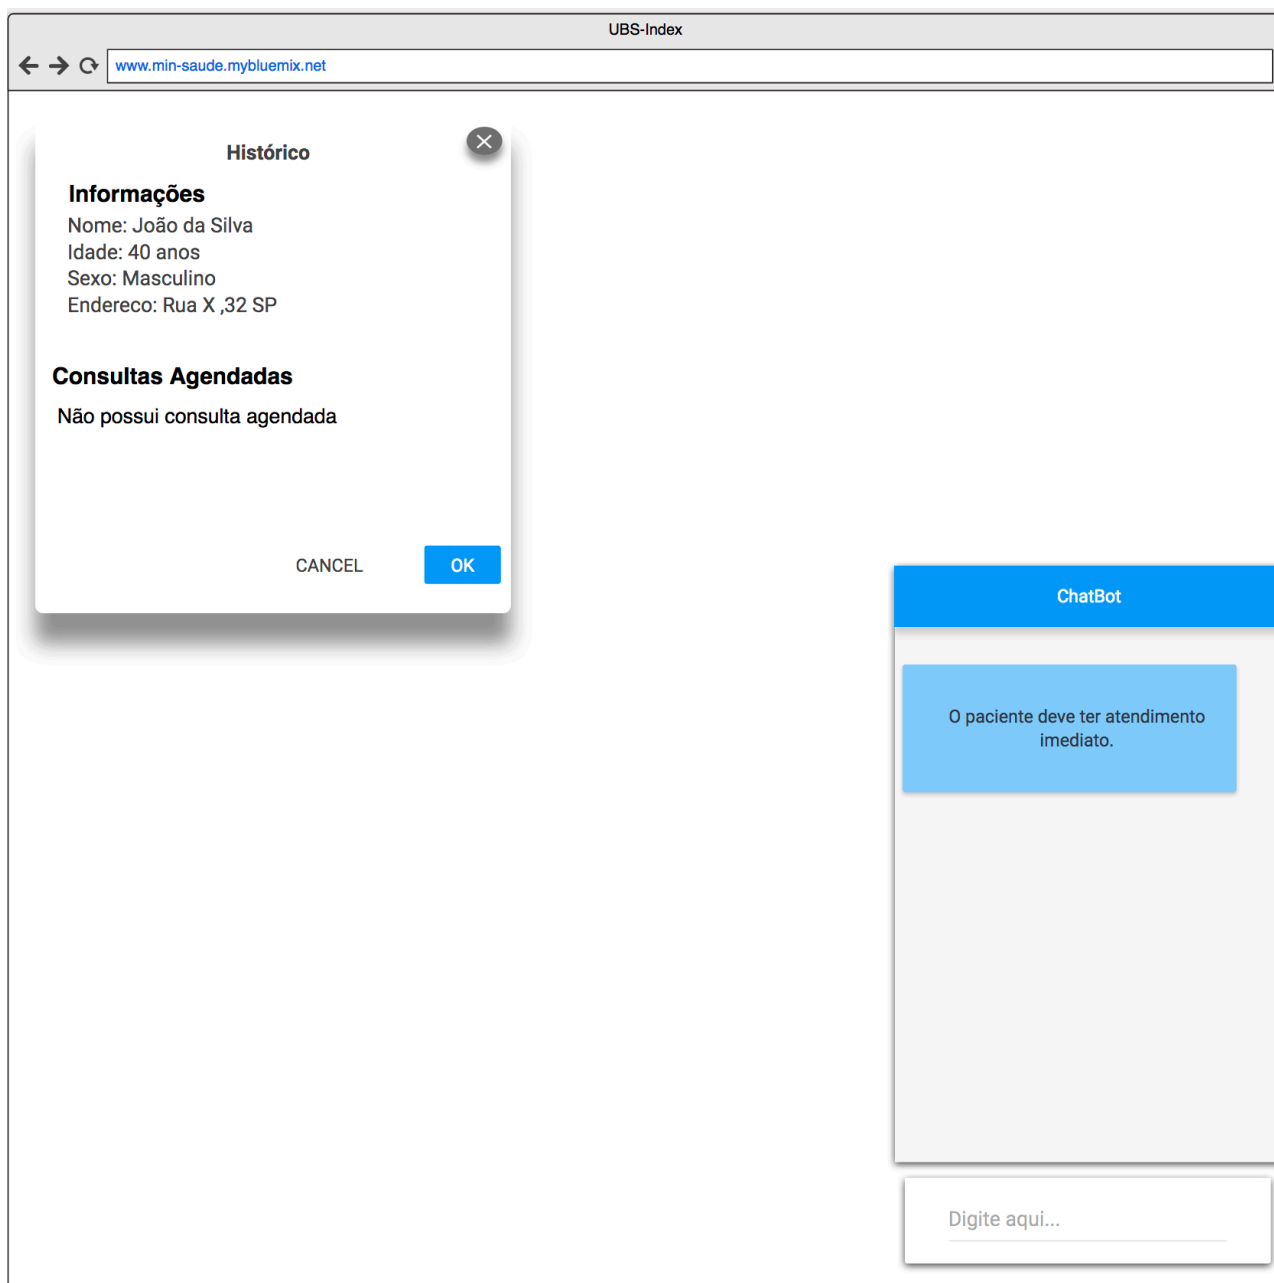 UBS-Index
www.min-saude.mybluemix.net
Histórico
Informações
Nome: João da Silva
Idade: 40 anos
Sexo: Masculino
Endereco: Rua X ,32 SP
Consultas Agendadas
Não possui consulta agendada
CANCEL
OK
ChatBot
O paciente deve ter atendimento
imediato.
Digite aqui...